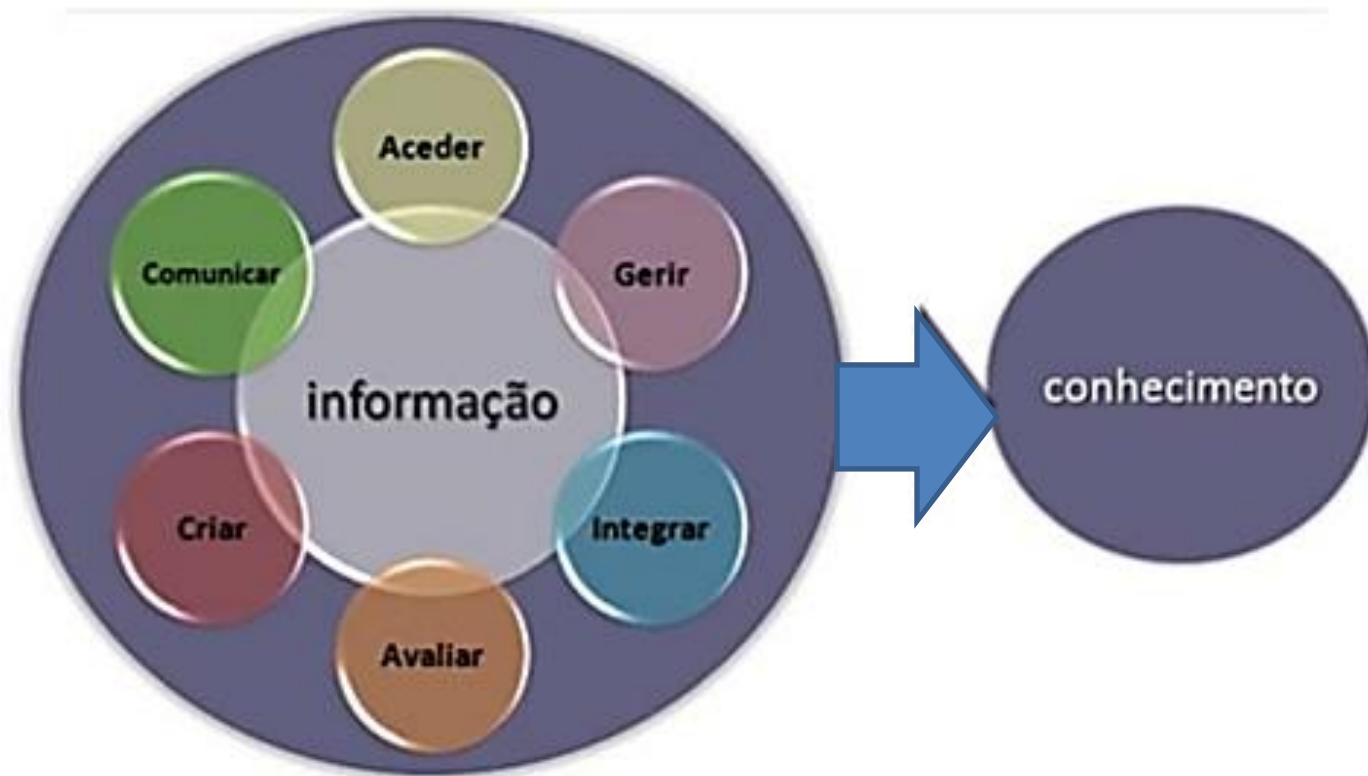 Aceder
Comunicar
Gerir
informação
conhecimento
Criar
Integrar
Avaliar